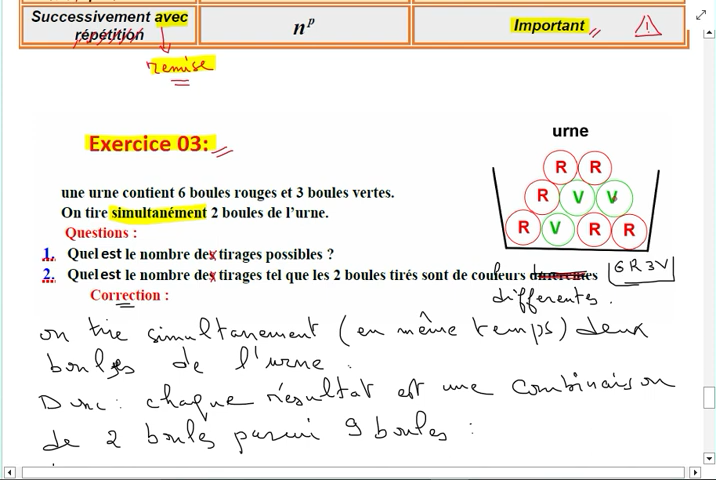 Successivement avec n^p Important
répétition
remise
Exercice 03:
urne
R R
une urne contient 6 boules rouges et 3 boules vertes.
R V V
On tire simultanément 2 boules de l'urne.
R V R R
Questions :
1. Quel est le nombre des tirages possibles ?
2. Quel est le nombre des tirages tel que les 2 boules tirés sont de couleurs différentes 6R 3V
différentes.
Correction :
on tire simultanement (en même temps) deux
boules de l'urne.
Donc : chaque résultat est une combinaison
de 2 boules parmi 9 boules :